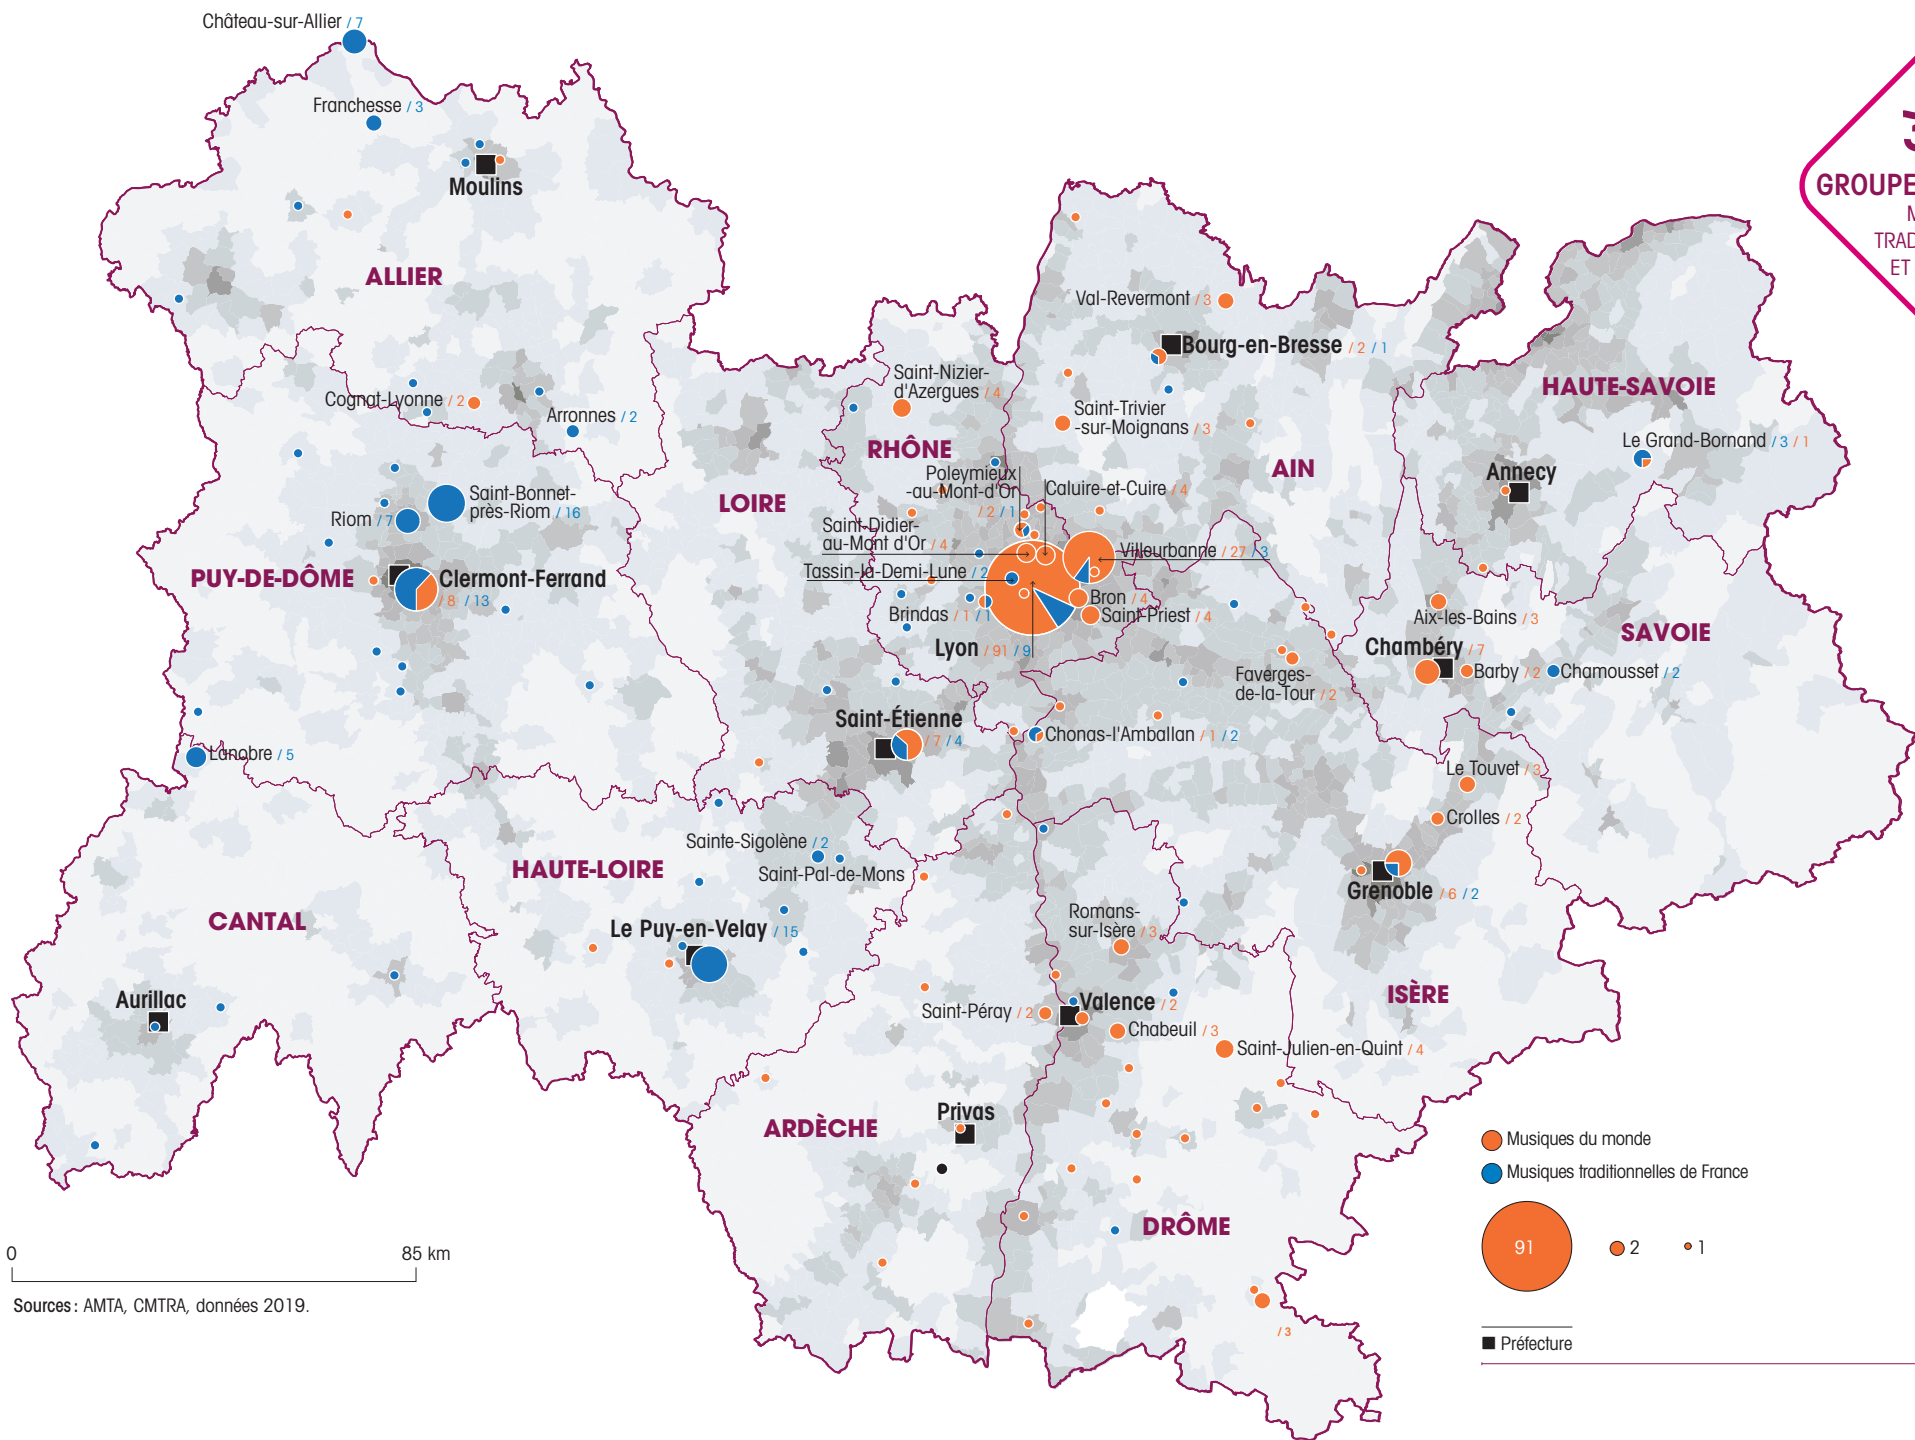 Château-sur-Allier / 7
Franchesse / 3
Moulins
ALLIER
GROUPE
TRAD
ET
Val-Revermont / 3
Bourg-en-Bresse / 2 / 1
HAUTE-SAVOIE
Saint-Nizier-
d'Azergues / 4
Cognat-Lyonne / 2
Arronnes / 2
Saint-Trivier
-sur-Moignans / 3
RHÔNE
Le Grand-Bornand / 3 / 1
AIN
Annecy
Poleymieux
-au-Mont-d'Or
/ 2 / 1
Caluire-et-Cuire / 4
LOIRE
Saint-Bonnet-
près-Riom / 16
Riom / 7
Saint-Didier-
au-Mont d'Or / 4
Villeurbanne / 27 / 3
Tassin-la-Demi-Lune / 2
PUY-DE-DÔME
Clermont-Ferrand
/ 8 / 13
Bron / 4
Brindas / 1 / 1
Saint-Priest / 4
Aix-les-Bains / 3
SAVOIE
Lyon / 91 / 9
Chambéry / 7
Barby / 2
Chamousset / 2
Faverges-
de-la-Tour / 2
Saint-Étienne
/ 7 / 4
Chonas-l'Amballan / 1 / 2
Lanobre / 5
Le Touvet / 3
Crolles / 2
Sainte-Sigolène / 2
Saint-Pal-de-Mons
HAUTE-LOIRE
Grenoble / 6 / 2
CANTAL
Le Puy-en-Velay / 15
Romans-
sur-Isère / 3
ISÈRE
Aurillac
Saint-Péray / 2
Valence / 2
Chabeuil / 3
Saint-Julien-en-Quint / 4
ARDÈCHE
Privas
DRÔME
/ 3
Musiques du monde
Musiques traditionnelles de France
91
2
1
Préfecture
0
85 km
Sources : AMTA, CMTRA, données 2019.